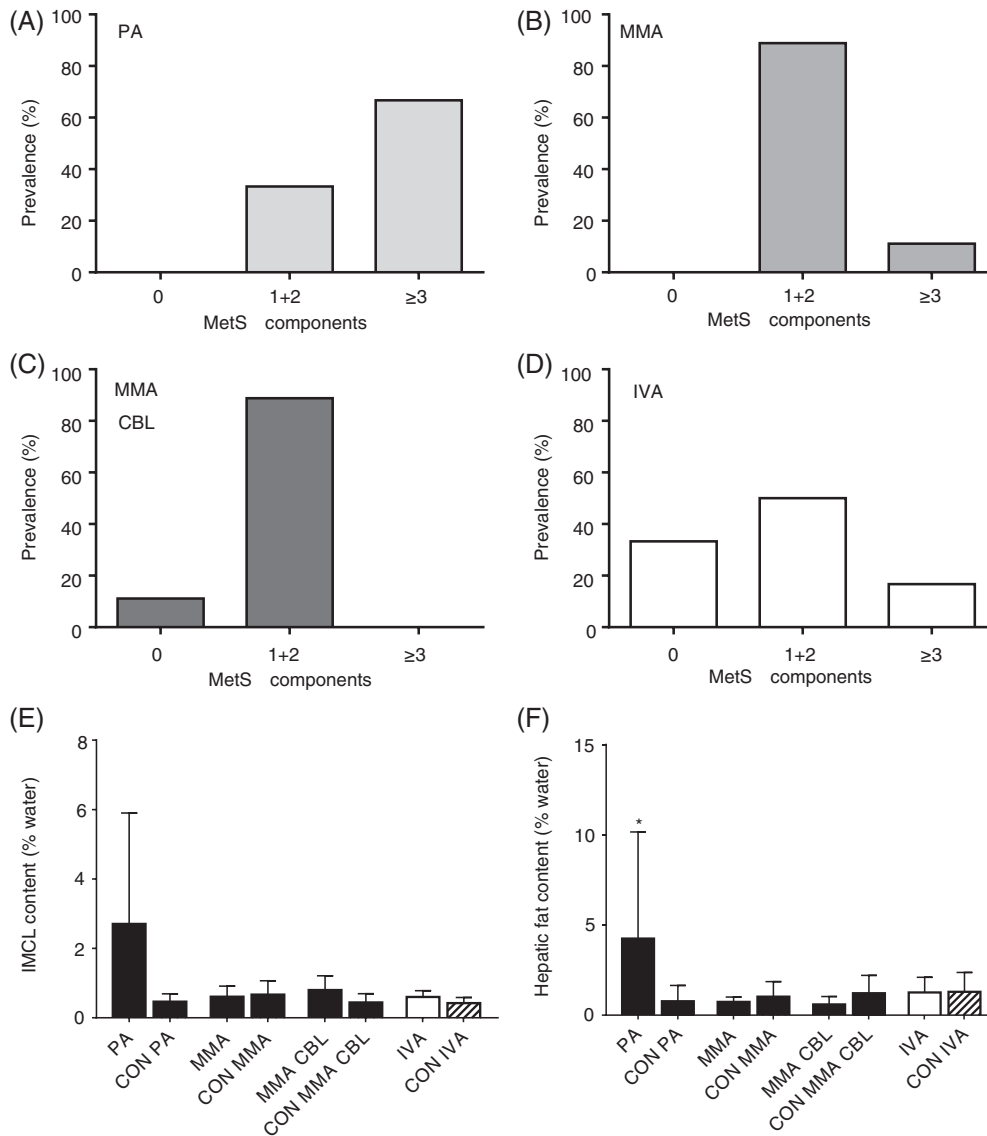 (A)
PA
Prevalence (%)
100
80
60
40
20
0
0 1+2 ≥3
MetS components
(B)
MMA
Prevalence (%)
100
80
60
40
20
0
0 1+2 ≥3
MetS components
(C)
MMA
CBL
Prevalence (%)
100
80
60
40
20
0
0 1+2 ≥3
MetS components
(D)
IVA
Prevalence (%)
100
80
60
40
20
0
0 1+2 ≥3
MetS components
(E)
IMCL content (% water)
8
6
4
2
0
PA
CON PA
MMA
CON MMA
MMA CBL
CON MMA CBL
IVA
CON IVA
(F)
Hepatic fat content (% water)
15
10
5
0
*
PA
CON PA
MMA
CON MMA
MMA CBL
CON MMA CBL
IVA
CON IVA